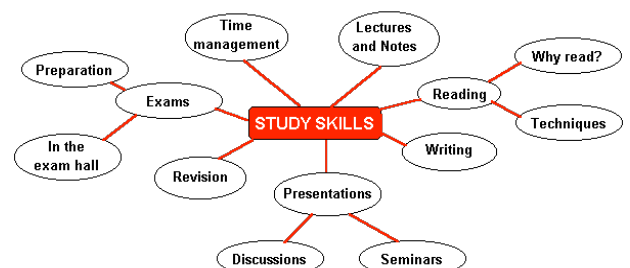 Time
management
Lectures
and Notes
Why read?
Preparation
Exams
Reading
STUDY SKILLS
Techniques
In the
exam hall
Writing
Revision
Presentations
Discussions
Seminars